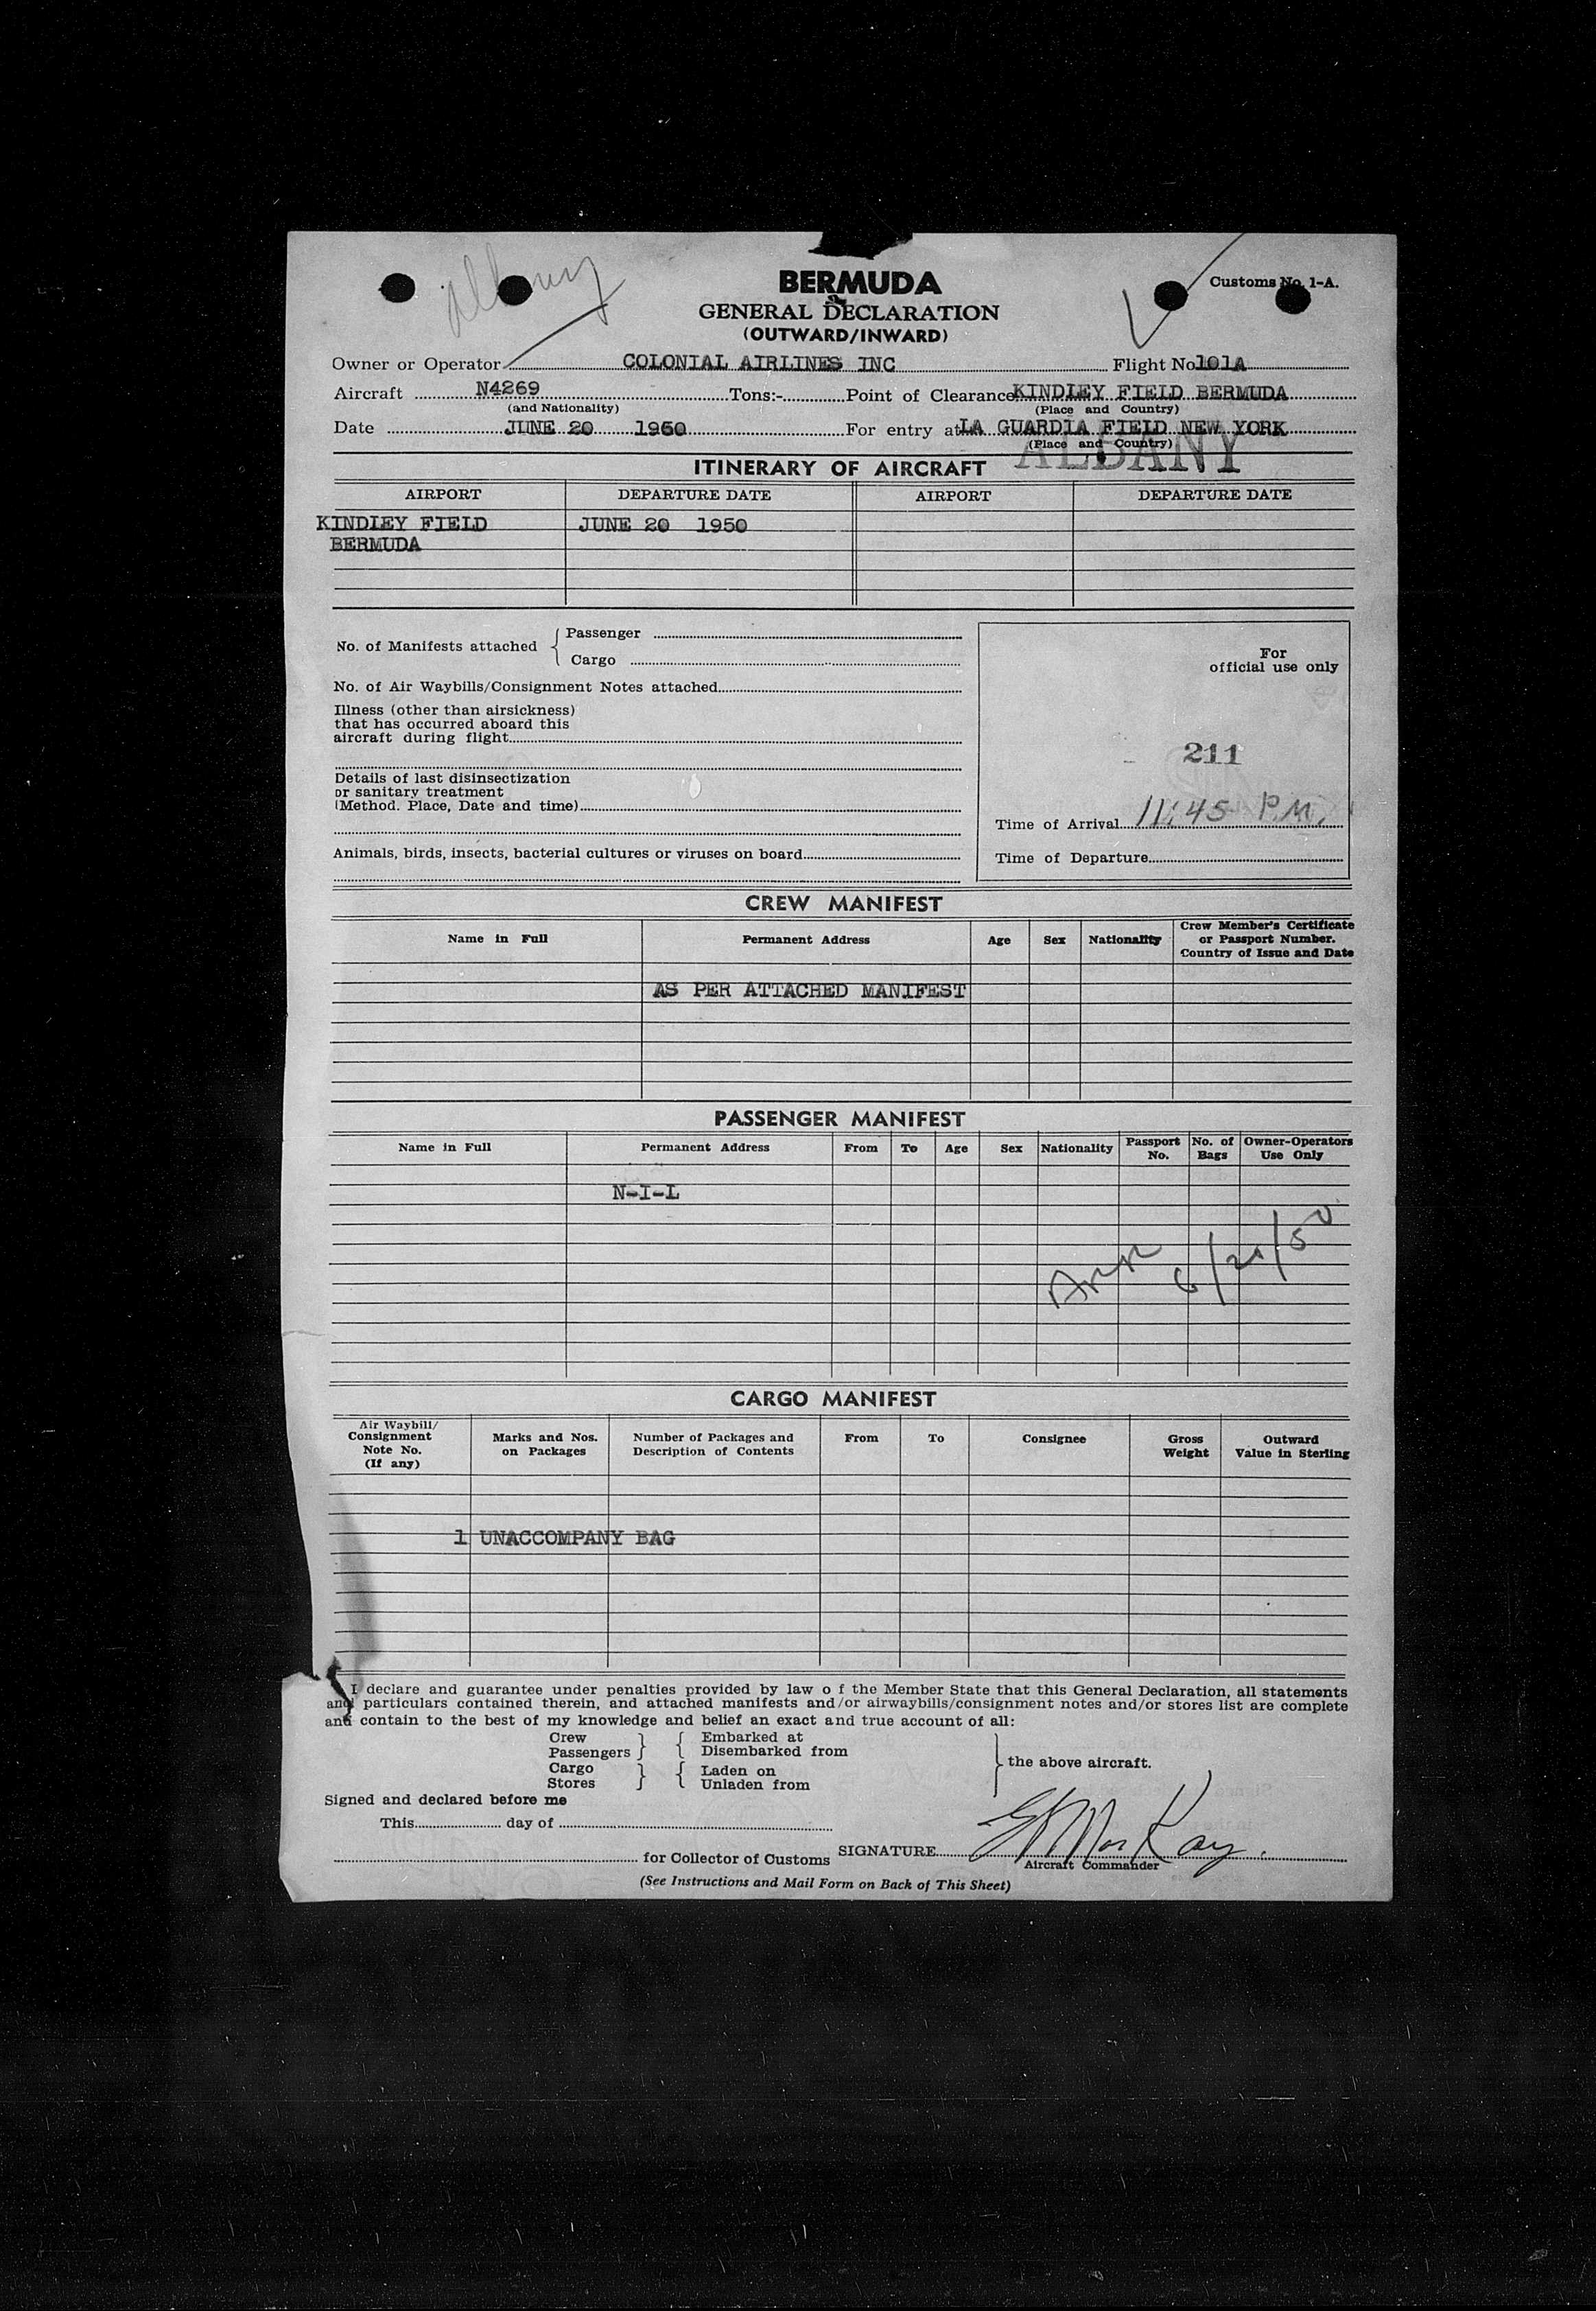 Albany
BERMUDA
Customs No. 1-A.
GENERAL DECLARATION
(OUTWARD/INWARD)
Owner or Operator COLONIAL AIRLINES INC Flight No 101A
Aircraft N4269 Tons:- Point of Clearance KINDLEY FIELD BERMUDA
(and Nationality) (Place and Country)
Date JUNE 20 1950 For entry at LA GUARDIA FIELD NEW YORK
(Place and Country)
ALBANY
ITINERARY OF AIRCRAFT
AIRPORT DEPARTURE DATE AIRPORT DEPARTURE DATE
KINDLEY FIELD JUNE 20 1950
BERMUDA
No. of Manifests attached Passenger
Cargo
For
official use only
No. of Air Waybills/Consignment Notes attached
Illness (other than airsickness)
that has occurred aboard this
aircraft during flight
211
Details of last disinsectization
or sanitary treatment
(Method. Place, Date and time)
Time of Arrival 11:45 P.M.
Animals, birds, insects, bacterial cultures or viruses on board
Time of Departure
CREW MANIFEST
Name in Full Permanent Address Age Sex Nationality Crew Member's Certificate
or Passport Number.
Country of Issue and Date
AS PER ATTACHED MANIFEST
PASSENGER MANIFEST
Name in Full Permanent Address From To Age Sex Nationality Passport No. No. of Bags Owner-Operators Use Only
N-I-L
Arr 6/20/50
CARGO MANIFEST
Air Waybill/
Consignment
Note No.
(If any)
Marks and Nos.
on Packages
Number of Packages and
Description of Contents
From To Consignee Gross
Weight
Outward
Value in Sterling
1 UNACCOMPANY BAG
I declare and guarantee under penalties provided by law o f the Member State that this General Declaration, all statements
and particulars contained therein, and attached manifests and/or airwaybills/consignment notes and/or stores list are complete
and contain to the best of my knowledge and belief an exact and true account of all:
Crew Embarked at
Passengers Disembarked from
Cargo Laden on
Stores Unladen from
the above aircraft.
Signed and declared before me
This day of
for Collector of Customs
SIGNATURE
Aircraft Commander
(See Instructions and Mail Form on Back of This Sheet)